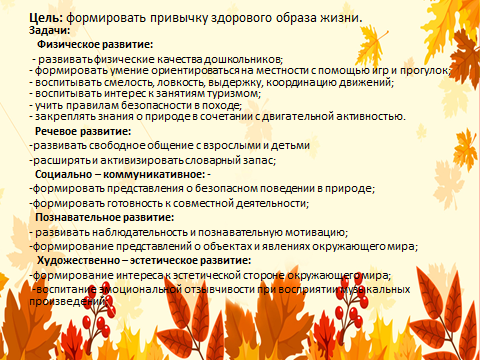 Цель: формировать привычку здорового образа жизни.
Задачи:
Физическое развитие:
- развивать физические качества дошкольников;
- формировать умение ориентироваться на местности с помощью игр и прогулок;
- воспитывать смелость, ловкость, выдержку, координацию движений;
- воспитывать интерес к занятиям туризмом;
- учить правилам безопасности в походе;
- закреплять знания о природе в сочетании с двигательной активностью.
Речевое развитие:
-развивать свободное общение с взрослыми и детьми
-расширять и активизировать словарный запас;
Социально – коммуникативное: -
-формировать представления о безопасном поведении в природе;
-формировать готовность к совместной деятельности;
Познавательное развитие:
- развивать наблюдательность и познавательную мотивацию;
-формирование представлений о объектах и явлениях окружающего мира;
Художественно – эстетическое развитие:
-формирование интереса к эстетической стороне окружающего мира;
-воспитание эмоциональной отзывчивости при восприятии музыкальных
произведений;